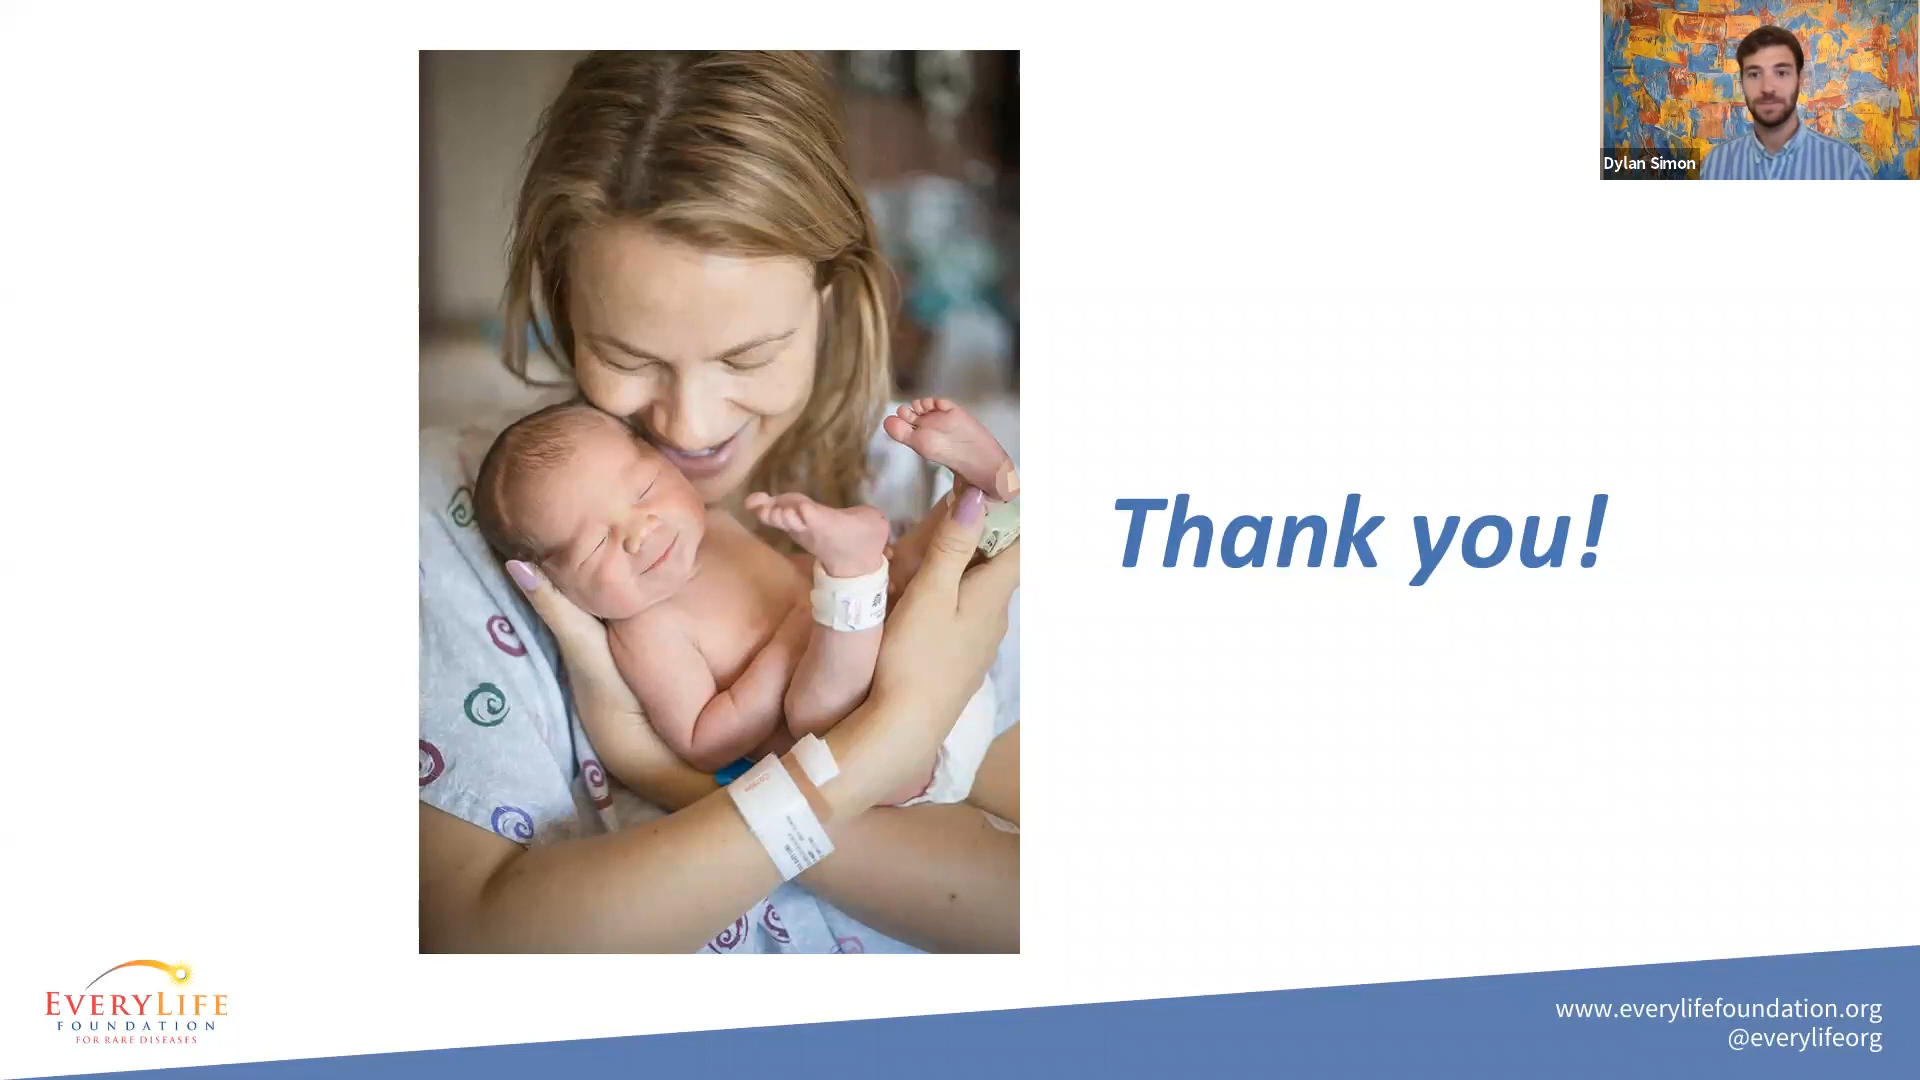 Dylan Simon
Thank you!
EVERYLIFE
FOUNDATION
FOR RARE DISEASES
www.everylifefoundation.org
@everylifeorg